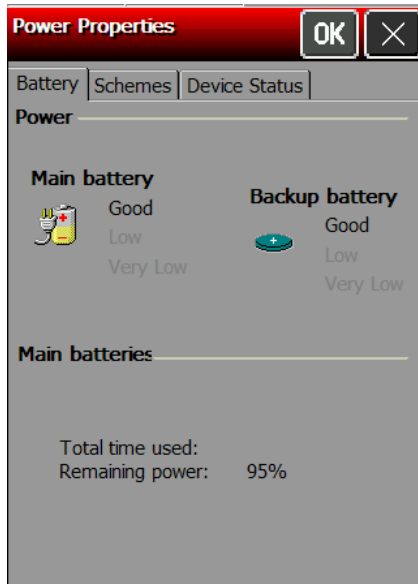 Power Properties OK
Battery Schemes Device Status
Power
Main battery
Good
Low
Very Low
Backup battery
Good
Low
Very Low
Main batteries
Total time used:
Remaining power: 95%